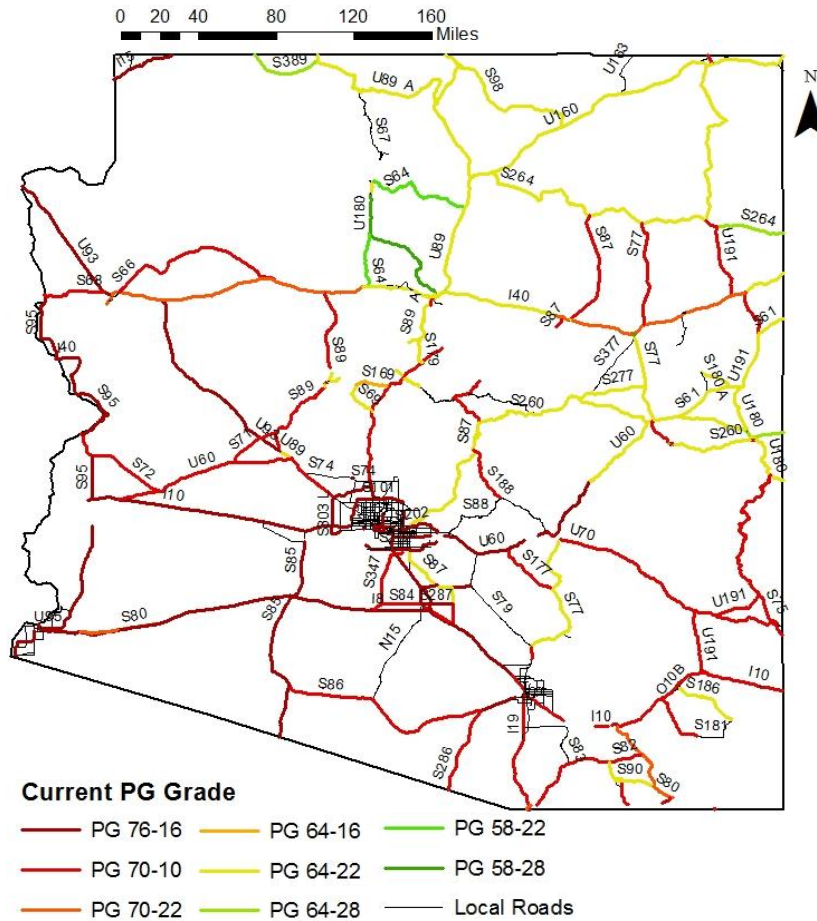 0 20 40 80 120 160
Miles
I15
S389
U89 A
S98
U163
N
S67
U160
S64
S264
U180
S264
U93
U89
S87
S77
U191
S66
S68
S64
A
I40
S95
S89
S87
S61
I40
S89
S179
S377
S77
S169
S277
S180 A
U191
S95
S89
S69
S260
S61
U180
S87
U60
S260
S71
U89
U180
S95
S72
U60
S74
S74
S188
I10
S101
S88
S803
S202
S85
U60
U70
S347
S87
S177
I8
S84
S287
S77
U191
S75
U95
S80
S85
N15
S79
U191
I10
O10B
S186
S86
I10
S181
I19
S286
S83
S82
S90
S80
Current PG Grade
PG 76-16 PG 64-16 PG 58-22
PG 70-10 PG 64-22 PG 58-28
PG 70-22 PG 64-28 Local Roads